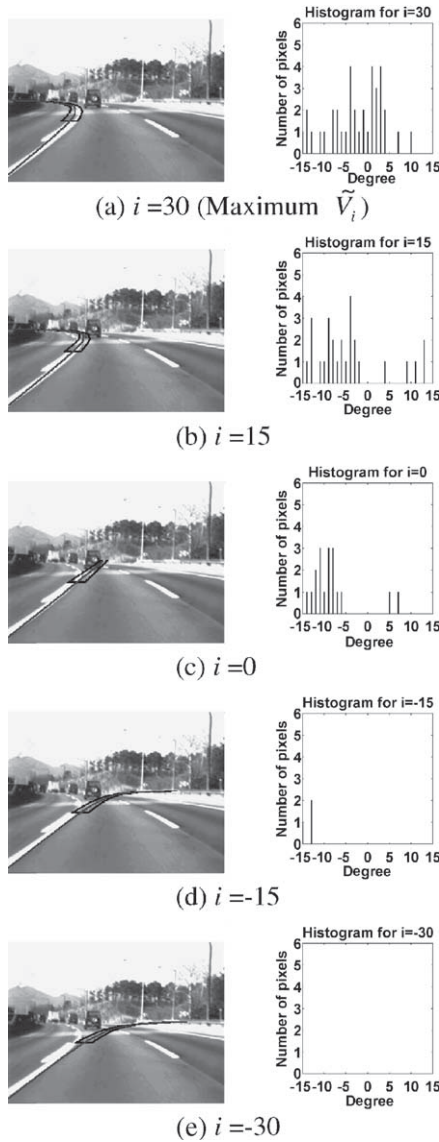 Histogram for i=30
Number of pixels
6
5
4
3
2
1
0
-15 -10 -5 0 5 10 15
Degree
(a) i =30 (Maximum Ṽᵢ)
Histogram for i=15
Number of pixels
6
5
4
3
2
1
0
-15 -10 -5 0 5 10 15
Degree
(b) i =15
Histogram for i=0
Number of pixels
6
5
4
3
2
1
0
-15 -10 -5 0 5 10 15
Degree
(c) i =0
Histogram for i=-15
Number of pixels
6
5
4
3
2
1
0
-15 -10 -5 0 5 10 15
Degree
(d) i =-15
Histogram for i=-30
Number of pixels
6
5
4
3
2
1
0
-15 -10 -5 0 5 10 15
Degree
(e) i =-30